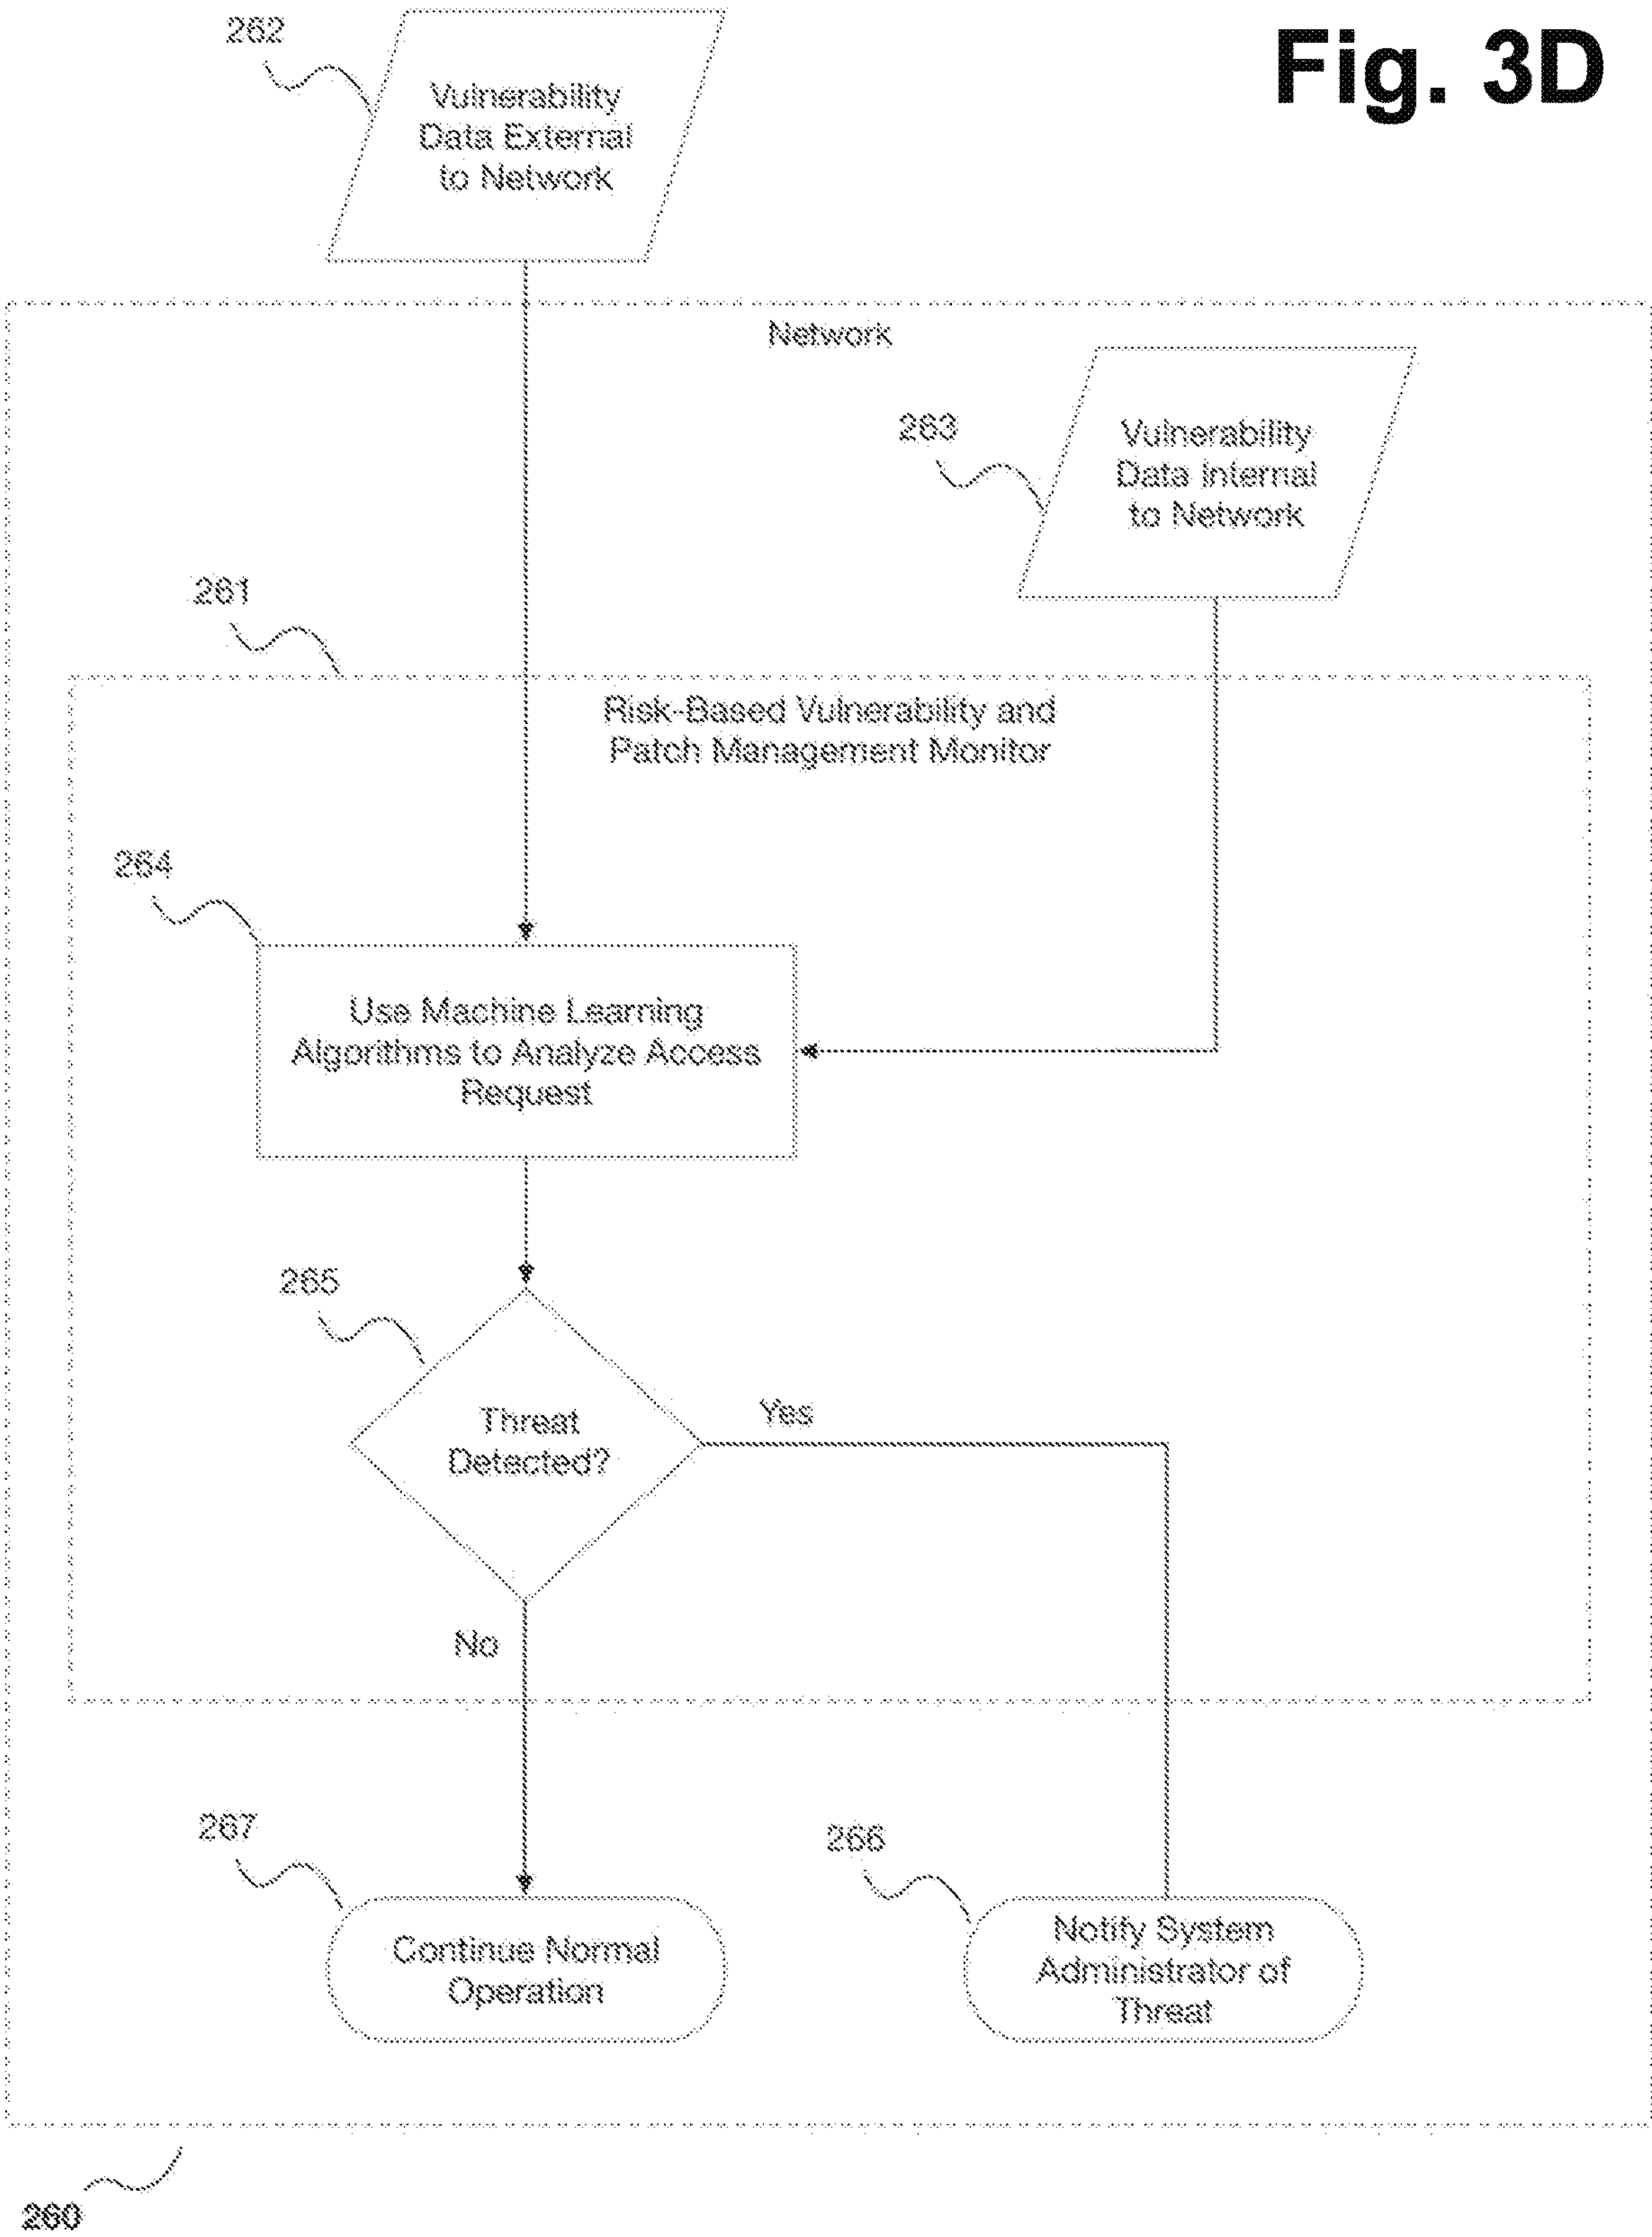 Fig. 3D
262
Vulnerability
Data External
to Network
Network
263
Vulnerability
Data Internal
to Network
261
Risk-Based Vulnerability and
Patch Management Monitor
264
Use Machine Learning
Algorithms to Analyze Access
Request
265
Threat
Detected?
Yes
No
267
Continue Normal
Operation
266
Notify System
Administrator of
Threat
260